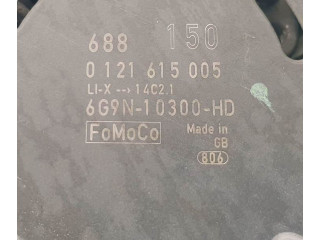 688 150
0 121 615 005
LI-X --→ 14C2.1
6G9N-10300-HD
FoMoCo Made in
GB
806